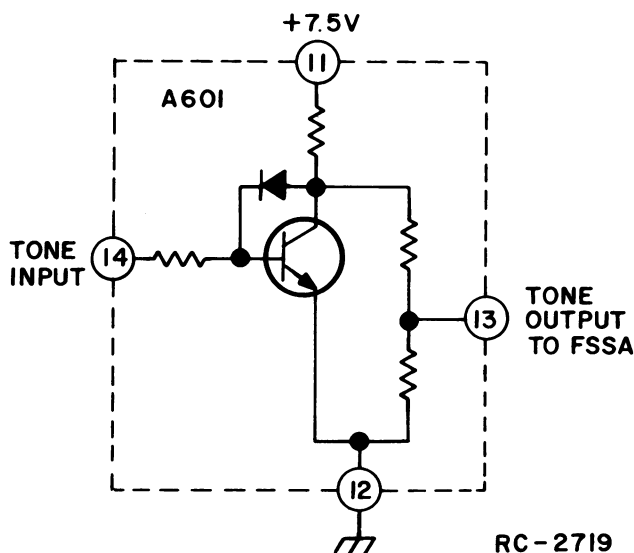 +7.5V
11
A601
TONE
INPUT
14
13
TONE
OUTPUT
TO FSSA
12
RC-2719